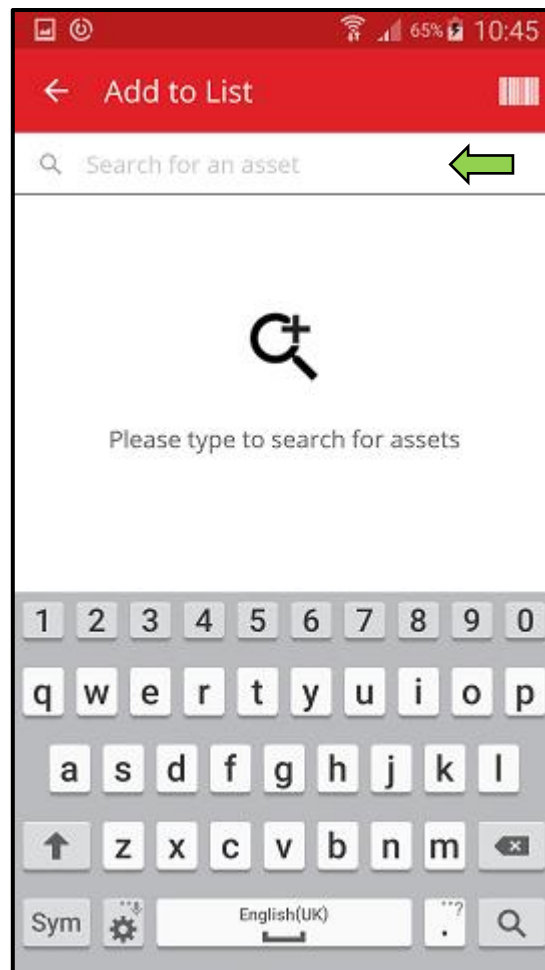 65% 10:45
Add to List
Search for an asset
Please type to search for assets
1 2 3 4 5 6 7 8 9 0
q w e r t y u i o p
a s d f g h j k l
z x c v b n m
Sym English(UK) . ?